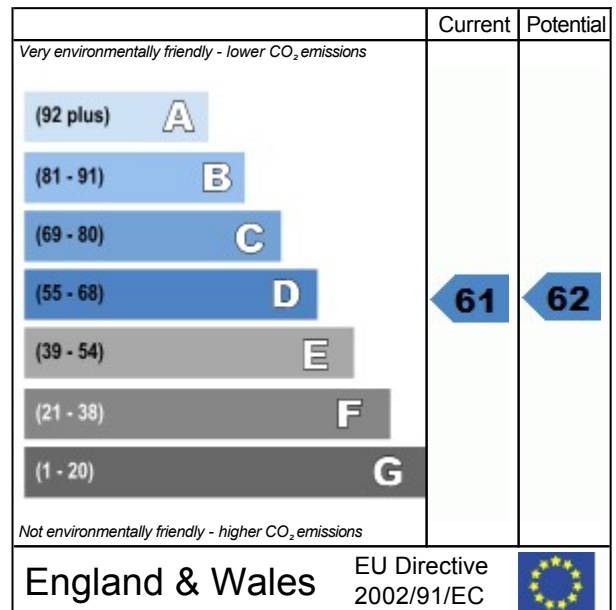 Current Potential
Very environmentally friendly - lower CO₂ emissions
(92 plus) A
(81 - 91) B
(69 - 80) C
(55 - 68) D 61 62
(39 - 54) E
(21 - 38) F
(1 - 20) G
Not environmentally friendly - higher CO₂ emissions
England & Wales
EU Directive
2002/91/EC